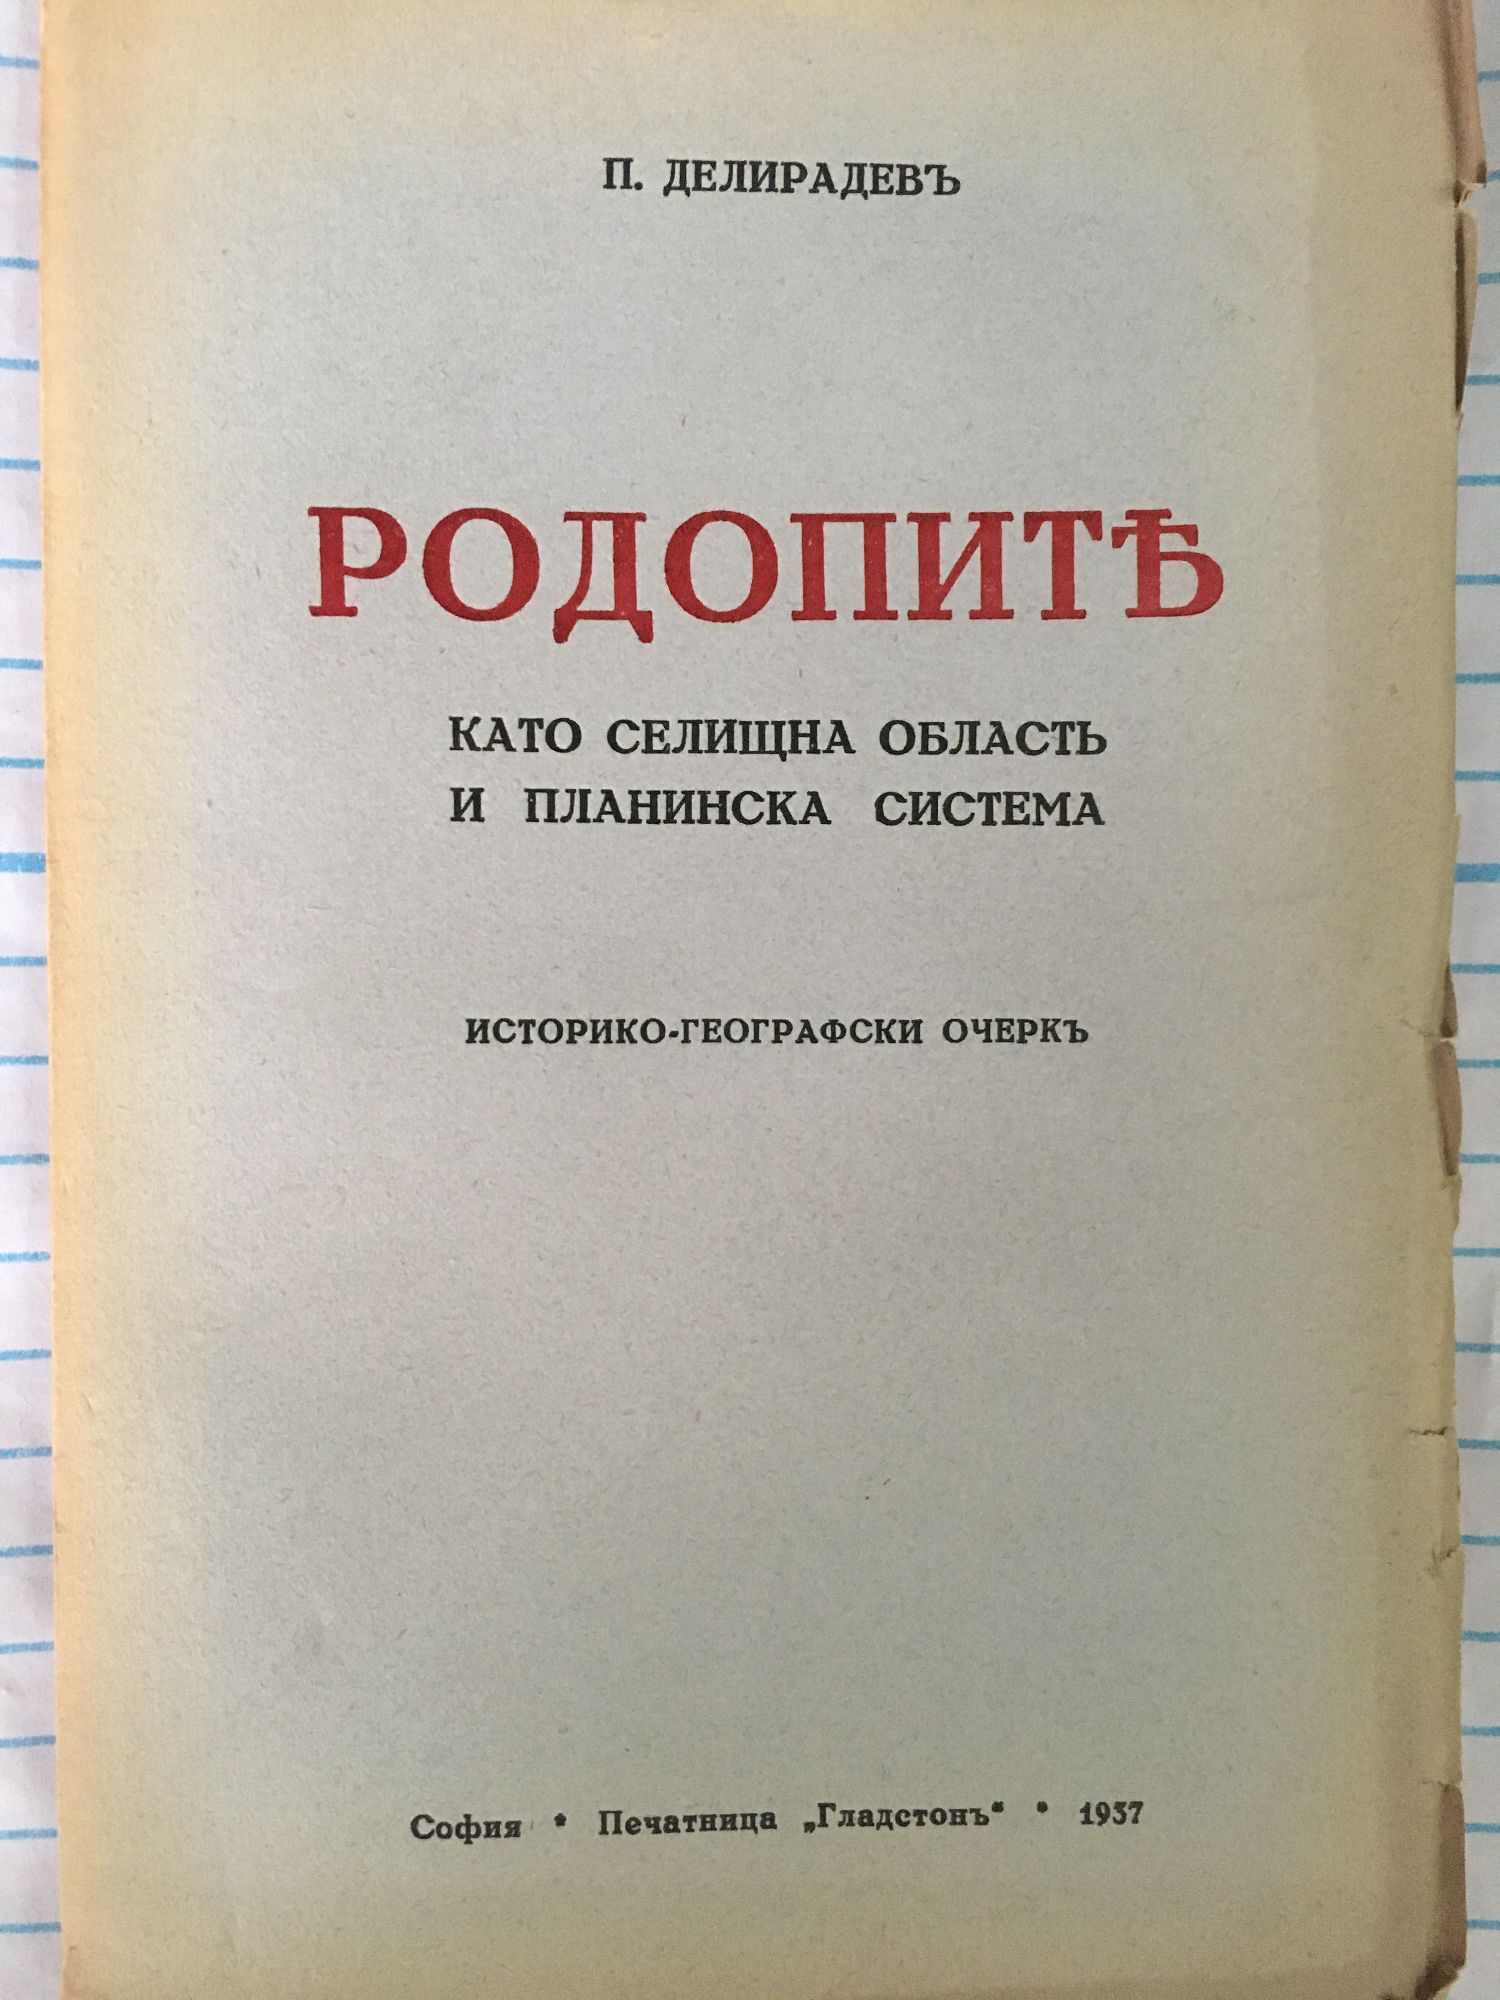 П. ДЕЛИРАДЕВЪ
РОДОПИТѢ
КАТО СЕЛИЩНА ОБЛАСТЬ
И ПЛАНИНСКА СИСТЕМА
ИСТОРИКО-ГЕОГРАФСКИ ОЧЕРКЪ
София * Печатница „Гладстонъ“ * 1937